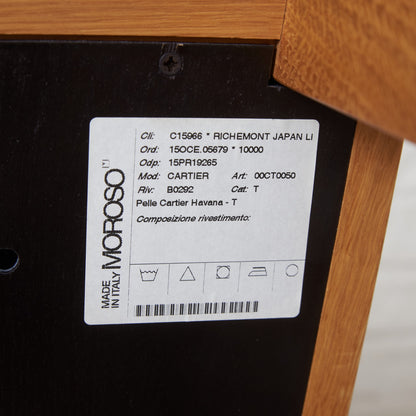 Cli: C15966 * RICHEMONT JAPAN LI
Ord: 15OCE.05679 * 10000
Odp: 15PR19265
Mod: CARTIER Art: 00CT0050
Riv: B0292 Cat: T
Pelle Cartier Havana - T
Composizione rivestimento:
MADE IN ITALY
MOROSO